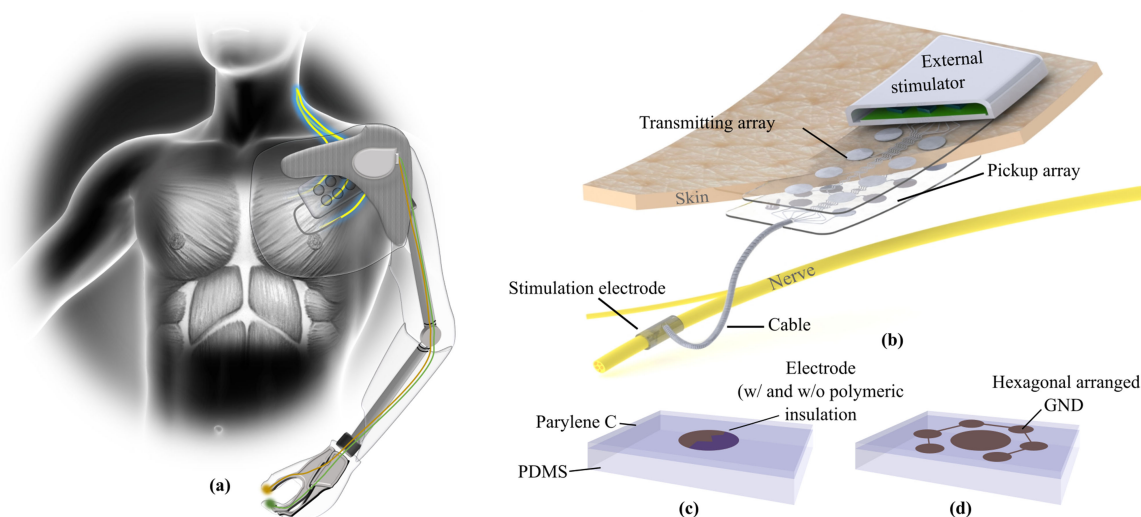 External
stimulator
Transmitting array
Pickup array
Skin
Nerve
Stimulation electrode
Cable
(b)
(a)
Electrode
(w/ and w/o polymeric
insulation
Parylene C
PDMS
(c)
Hexagonal arranged
GND
(d)